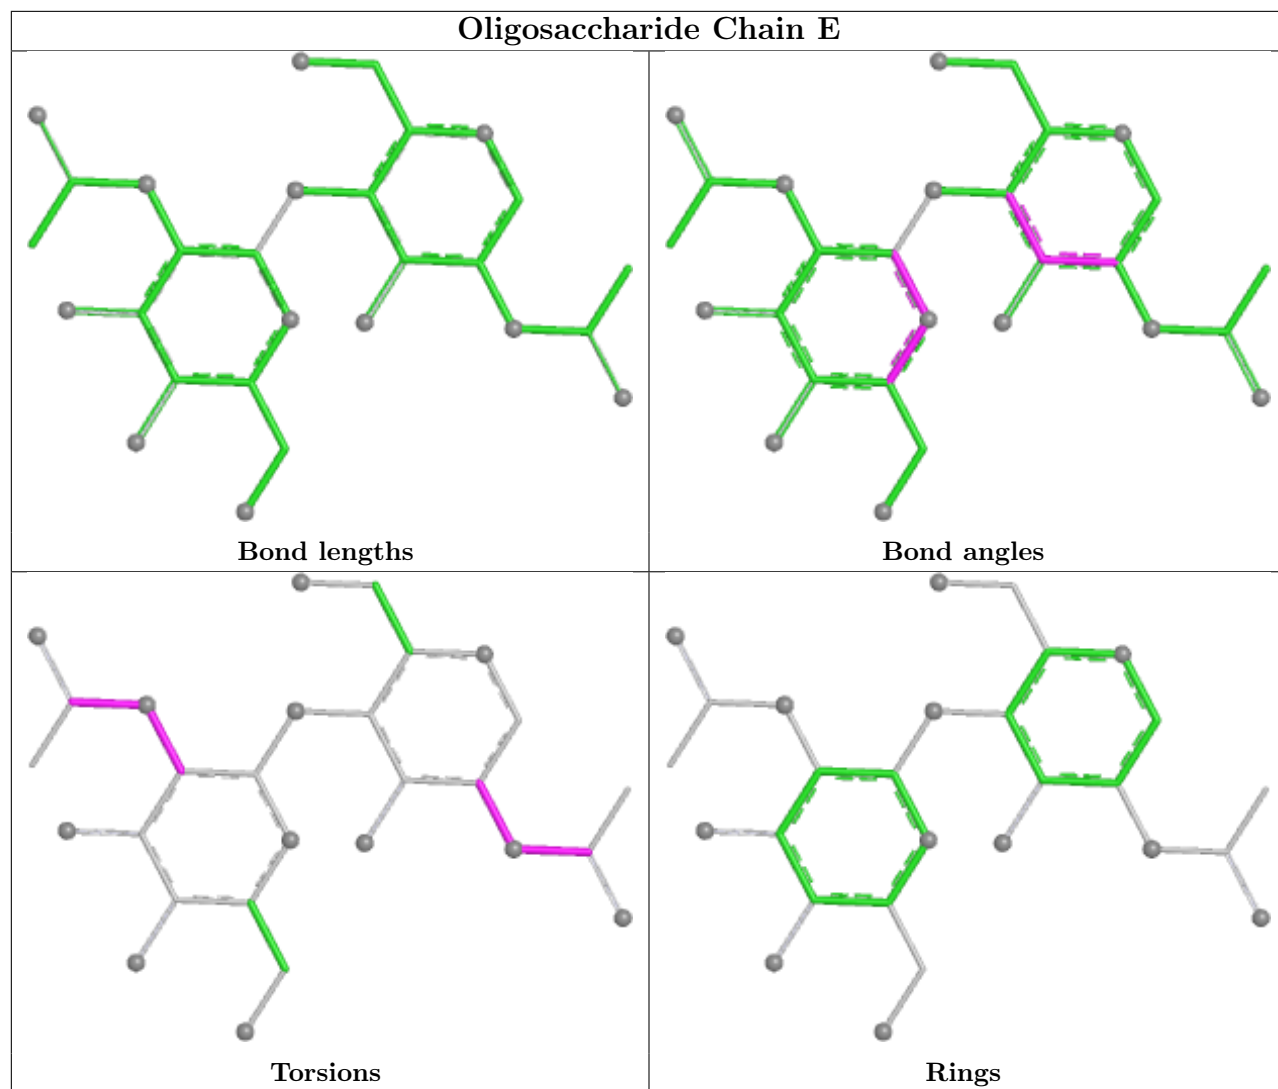 Oligosaccharide Chain E
Bond lengths
Bond angles
Torsions
Rings